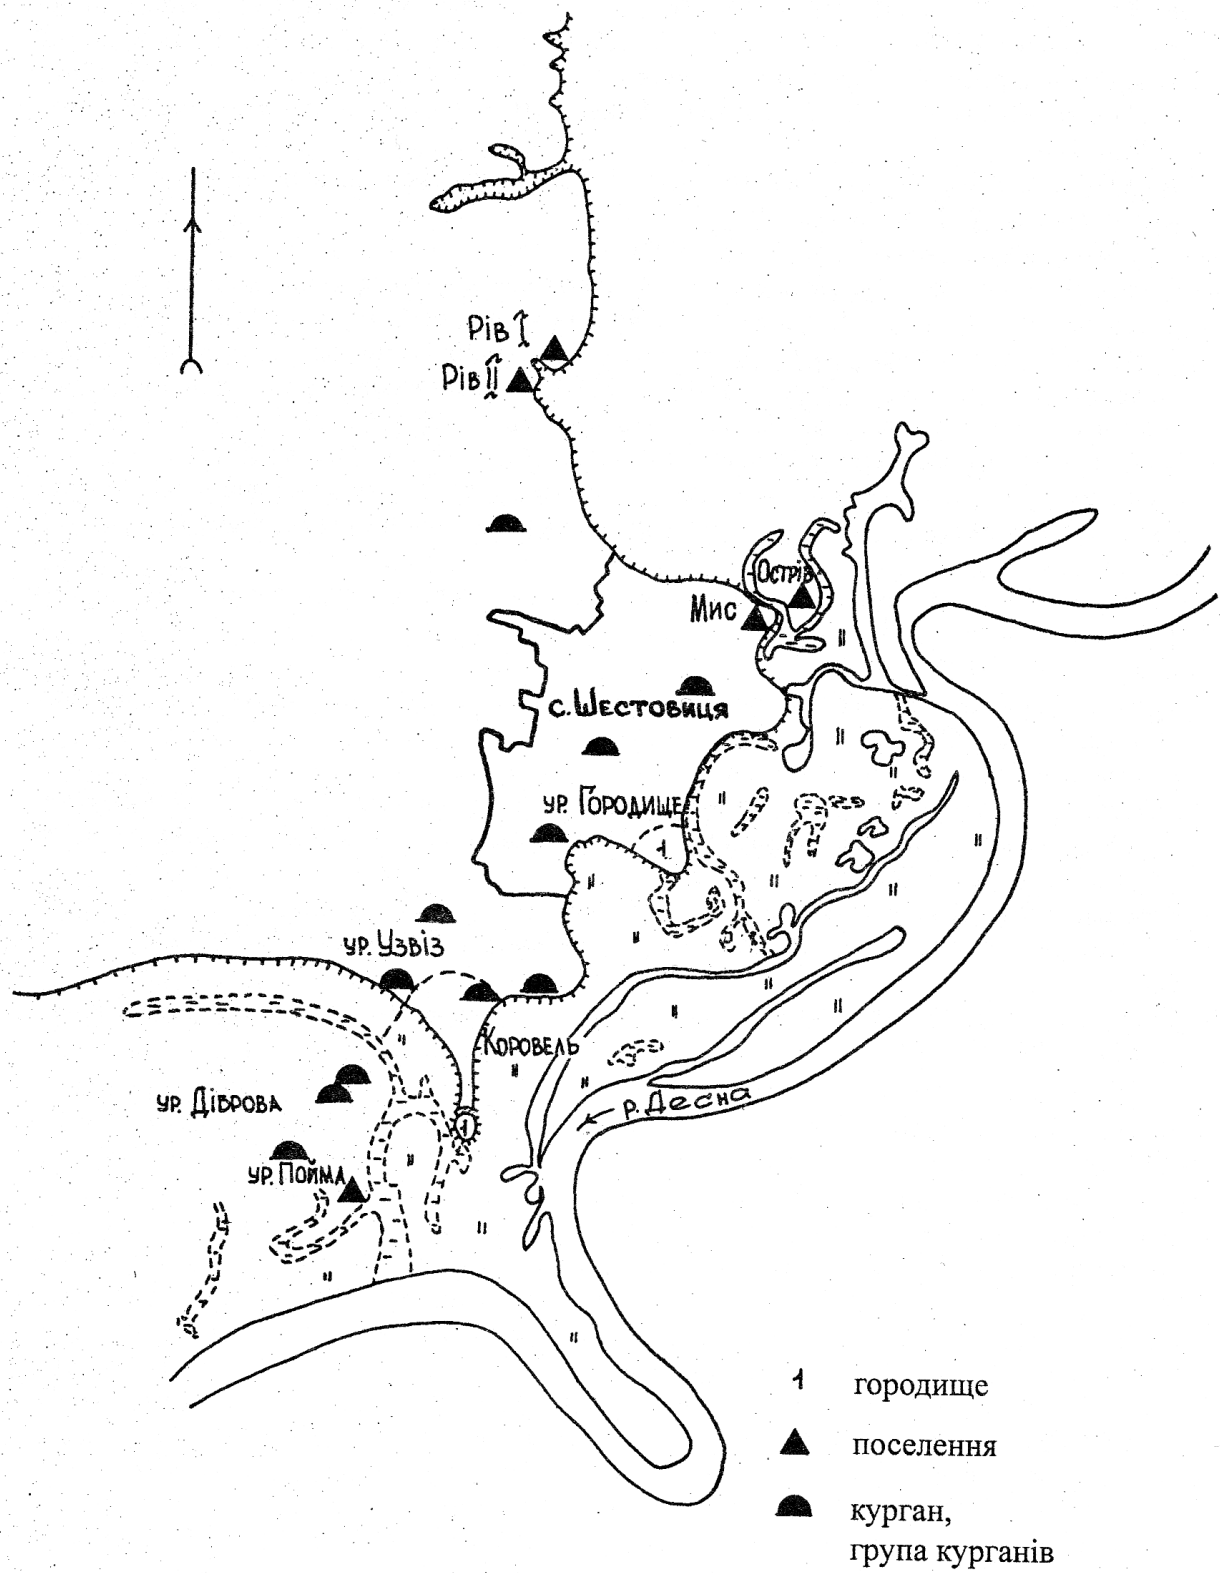 Рів I
Рів II
Острів
Мис
с. Шестовиця
ур. Городище
1
ур. Узвіз
Коровель
ур. Діброва
р. Десна
1
ур. Пойма
1 городище
поселення
курган,
група курганів